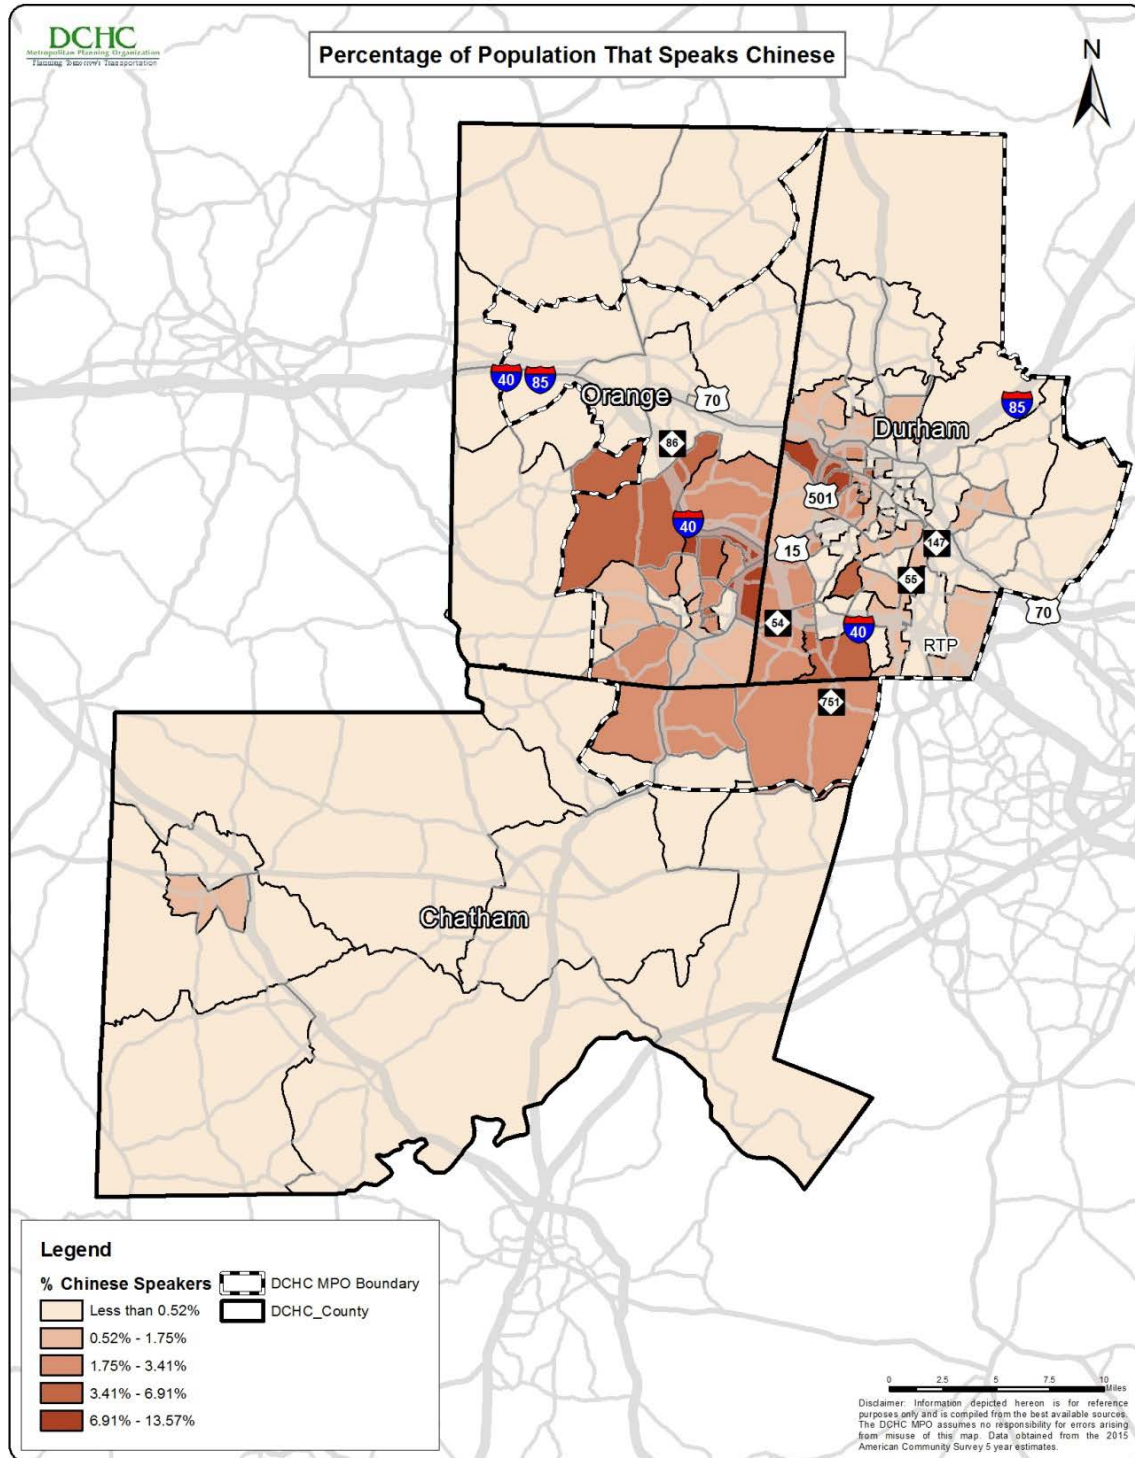 DCHC
Metropolitan Planning Organization
Planning Tomorrow's Transportation
Percentage of Population That Speaks Chinese
N
40
85
Orange
70
85
Durham
86
501
40
15
147
55
70
54
40
RTP
751
Chatham
Legend
% Chinese Speakers
Less than 0.52%
0.52% - 1.75%
1.75% - 3.41%
3.41% - 6.91%
6.91% - 13.57%
DCHC MPO Boundary
DCHC_County
0 2.5 5 7.5 10
Miles
Disclaimer: Information depicted hereon is for reference
purposes only and is compiled from the best available sources.
The DCHC MPO assumes no responsibility for errors arising
from misuse of this map. Data obtained from the 2015
American Community Survey 5 year estimates.